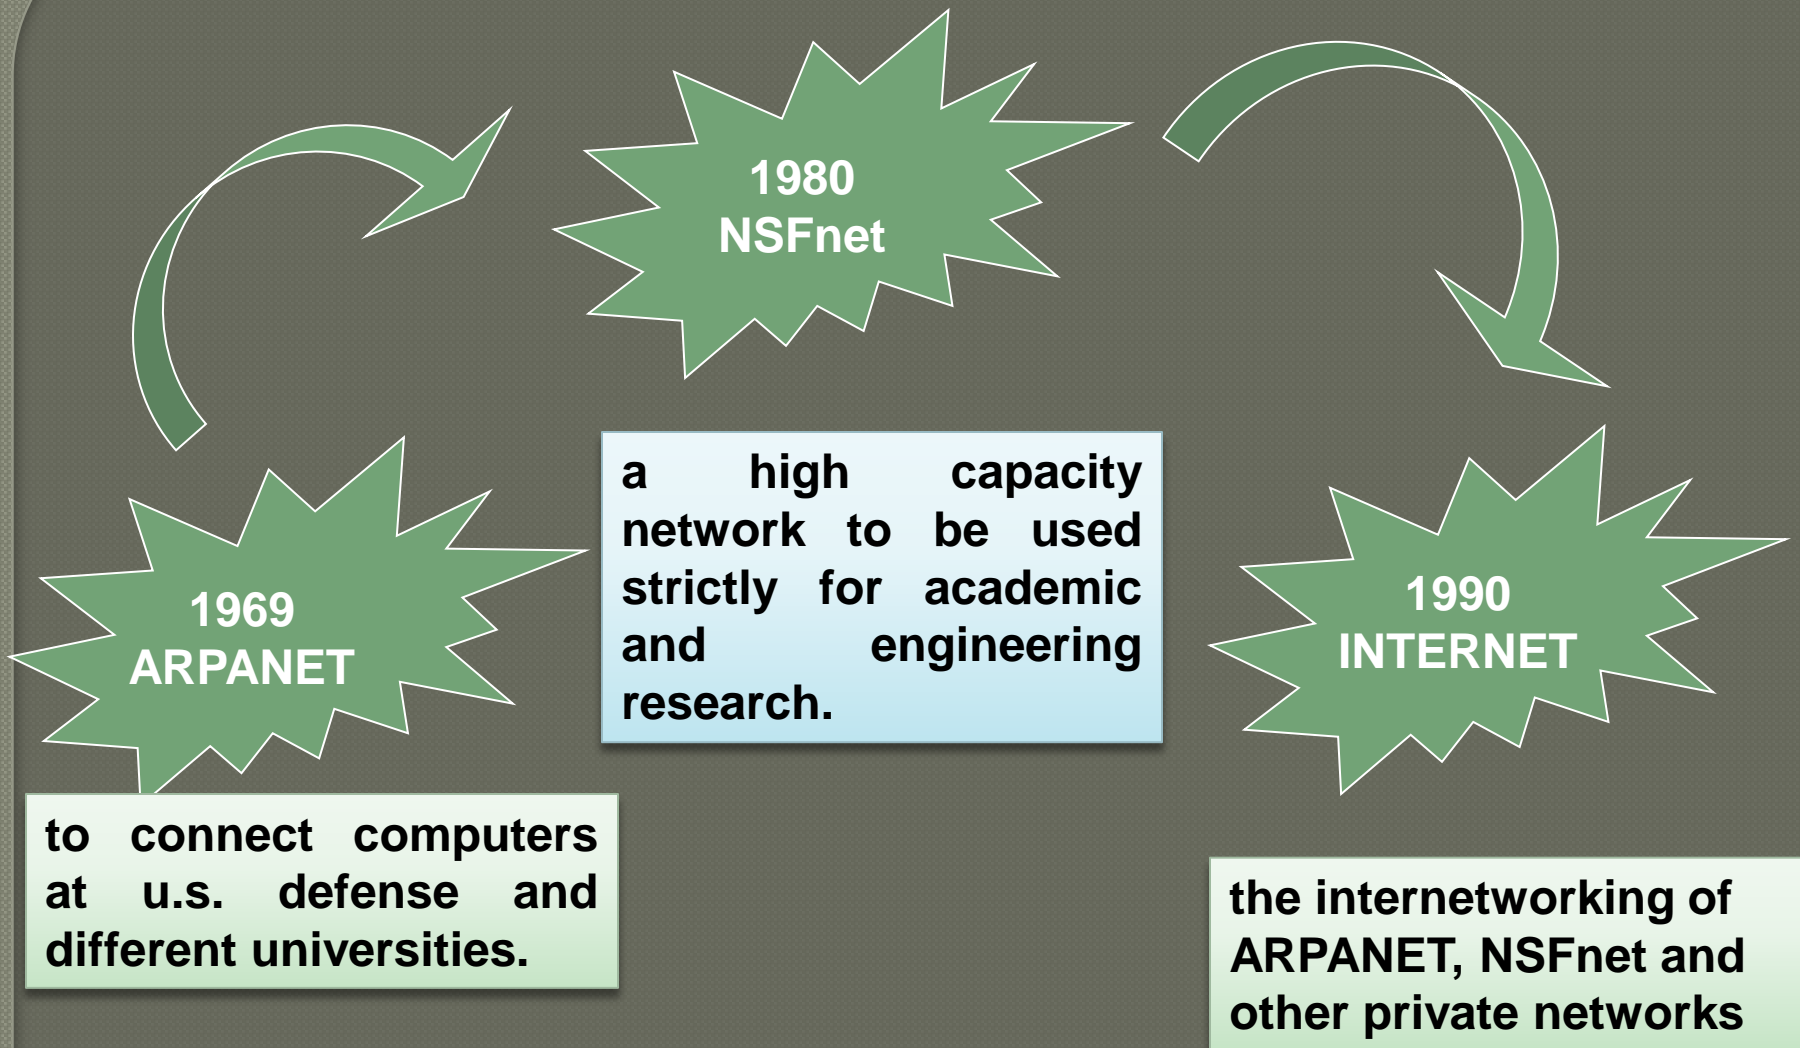 1980
NSFnet
a high capacity
network to be used
strictly for academic
and engineering
research.
1969
ARPANET
to connect computers
at u.s. defense and
different universities.
1990
INTERNET
the internetworking of
ARPANET, NSFnet and
other private networks